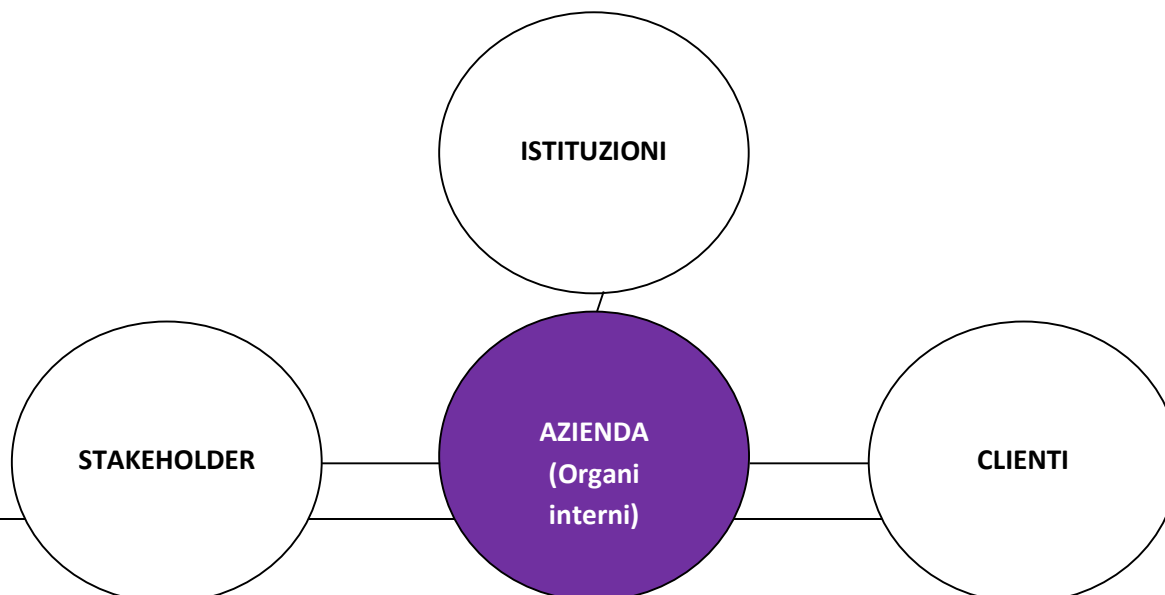 ISTITUZIONI
STAKEHOLDER
AZIENDA
(Organi
interni)
CLIENTI